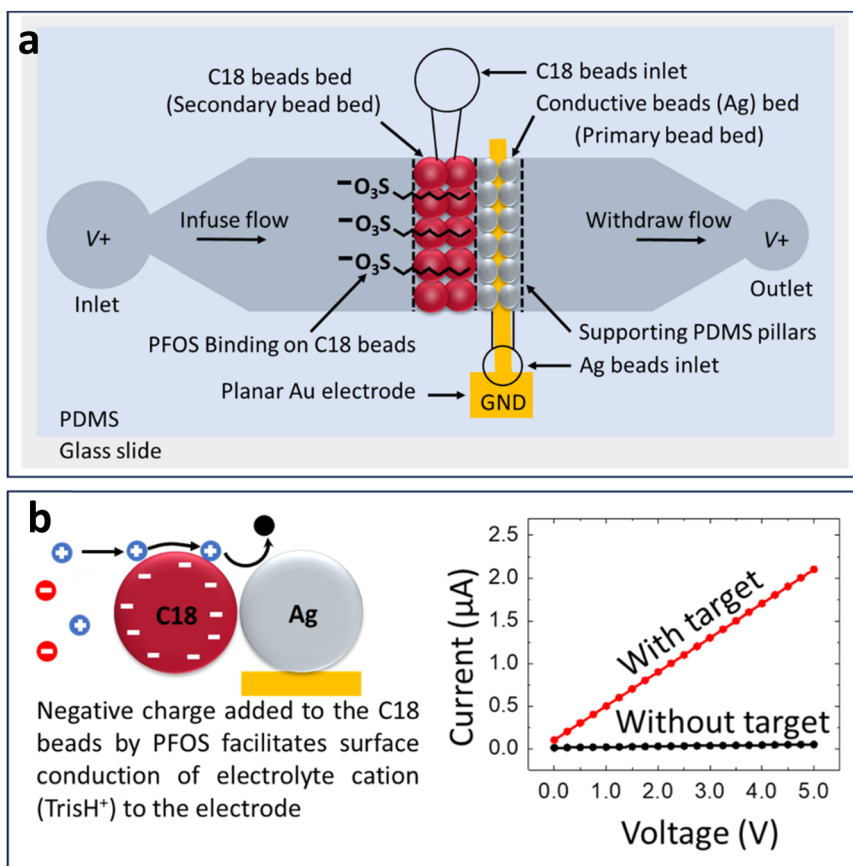 a
C18 beads bed
(Secondary bead bed)
C18 beads inlet
Conductive beads (Ag) bed
(Primary bead bed)
−O₃S
−O₃S
−O₃S
Infuse flow
Withdraw flow
V+
V+
Inlet
Outlet
PFOS Binding on C18 beads
Supporting PDMS pillars
Ag beads inlet
Planar Au electrode
GND
PDMS
Glass slide
b
C18
Ag
Negative charge added to the C18
beads by PFOS facilitates surface
conduction of electrolyte cation
(TrisH⁺) to the electrode
Current (μA)
2.5
2.0
1.5
1.0
0.5
0.0
With target
Without target
0.0 1.0 2.0 3.0 4.0 5.0
Voltage (V)